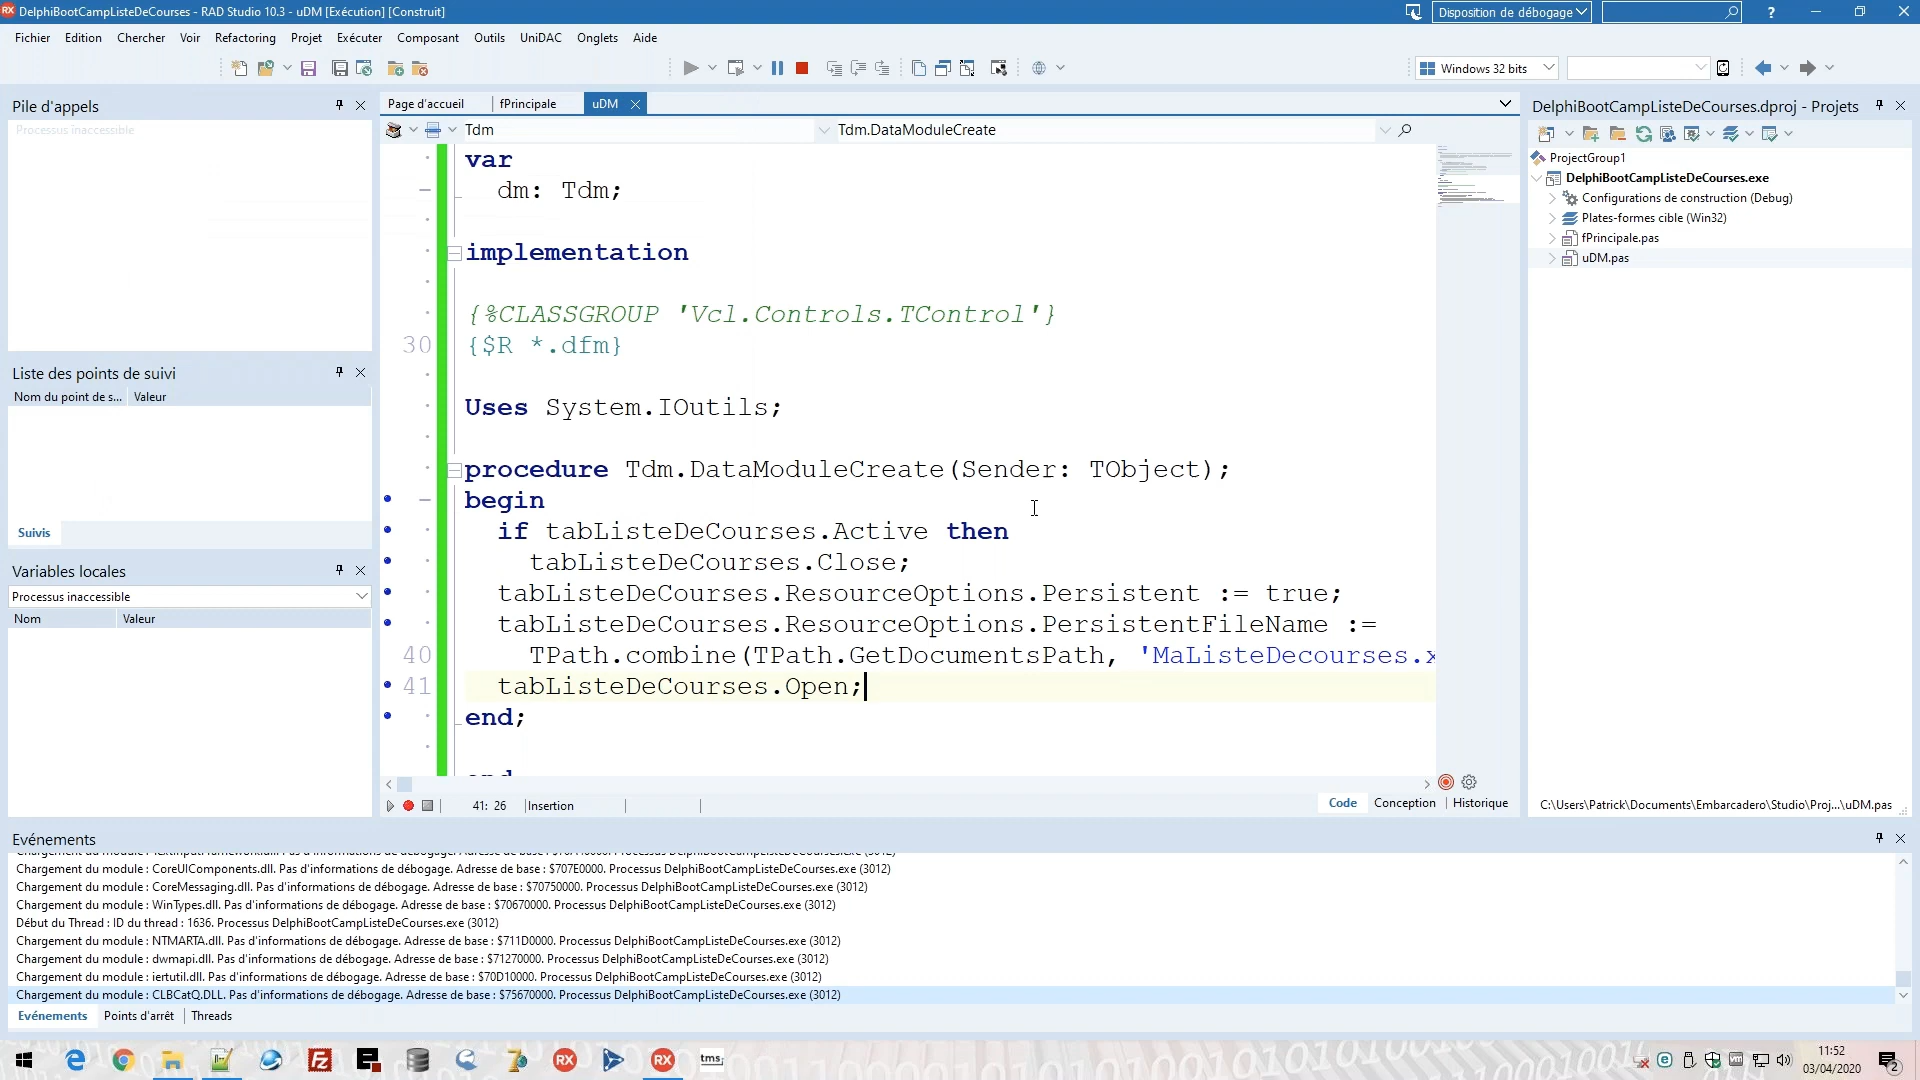 DelphiBootCampListeDeCourses - RAD Studio 10.3 - uDM [Exécution] [Construit]
Disposition de débogage
Fichier Edition Chercher Voir Refactoring Projet Exécuter Composant Outils UniDAC Onglets Aide
Windows 32 bits
Pile d'appels
Processus inaccessible
Liste des points de suivi
Nom du point de s... Valeur
Suivis
Variables locales
Processus inaccessible
Nom Valeur
Page d'accueil fPrincipale uDM
Tdm Tdm.DataModuleCreate
var
dm: Tdm;
implementation
{%CLASSGROUP 'Vcl.Controls.TControl'}
30 {$R *.dfm}
Uses System.IOutils;
procedure Tdm.DataModuleCreate(Sender: TObject);
begin
if tabListeDeCourses.Active then
tabListeDeCourses.Close;
tabListeDeCourses.ResourceOptions.Persistent := true;
tabListeDeCourses.ResourceOptions.PersistentFileName :=
40 TPath.combine(TPath.GetDocumentsPath, 'MaListeDecourses.x
41 tabListeDeCourses.Open;
end;
41: 26 Insertion
Code Conception Historique
DelphiBootCampListeDeCourses.dproj - Projets
ProjectGroup1
DelphiBootCampListeDeCourses.exe
Configurations de construction (Debug)
Plates-formes cible (Win32)
fPrincipale.pas
uDM.pas
C:\Users\Patrick\Documents\Embarcadero\Studio\Proj...\uDM.pas
Evénements
Chargement du module : CoreUIComponents.dll. Pas d'informations de débogage. Adresse de base : $707E0000. Processus DelphiBootCampListeDeCourses.exe (3012)
Chargement du module : CoreMessaging.dll. Pas d'informations de débogage. Adresse de base : $70750000. Processus DelphiBootCampListeDeCourses.exe (3012)
Chargement du module : WinTypes.dll. Pas d'informations de débogage. Adresse de base : $70670000. Processus DelphiBootCampListeDeCourses.exe (3012)
Début du Thread : ID du thread : 1636. Processus DelphiBootCampListeDeCourses.exe (3012)
Chargement du module : NTMARTA.dll. Pas d'informations de débogage. Adresse de base : $711D0000. Processus DelphiBootCampListeDeCourses.exe (3012)
Chargement du module : dwmapi.dll. Pas d'informations de débogage. Adresse de base : $71270000. Processus DelphiBootCampListeDeCourses.exe (3012)
Chargement du module : iertutil.dll. Pas d'informations de débogage. Adresse de base : $70D10000. Processus DelphiBootCampListeDeCourses.exe (3012)
Chargement du module : CLBCatQ.DLL. Pas d'informations de débogage. Adresse de base : $75670000. Processus DelphiBootCampListeDeCourses.exe (3012)
Evénements Points d'arrêt Threads
RX RX tms
11:52
03/04/2020
2